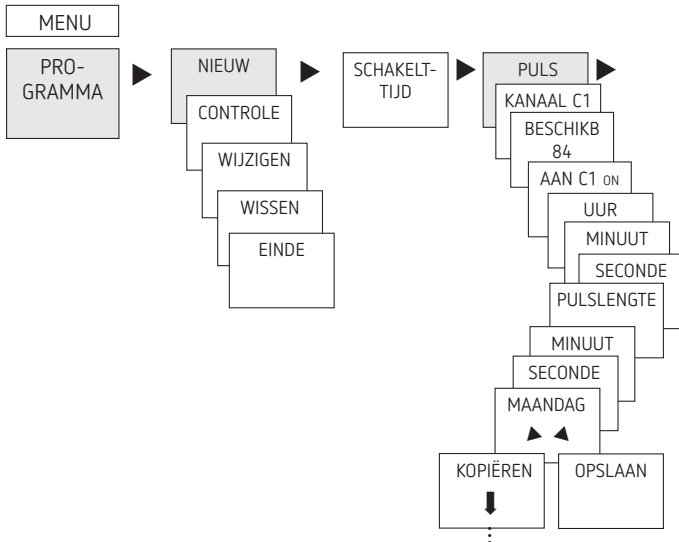 MENU
PRO-
GRAMMA
NIEUW
CONTROLE
WIJZIGEN
WISSEN
EINDE
SCHAKELT-
TIJD
PULS
KANAAL C1
BESCHIKB
84
AAN C1 ON
UUR
MINUUT
SECONDE
PULSLENGTE
MINUUT
SECONDE
MAANDAG
KOPIËREN
OPSLAAN